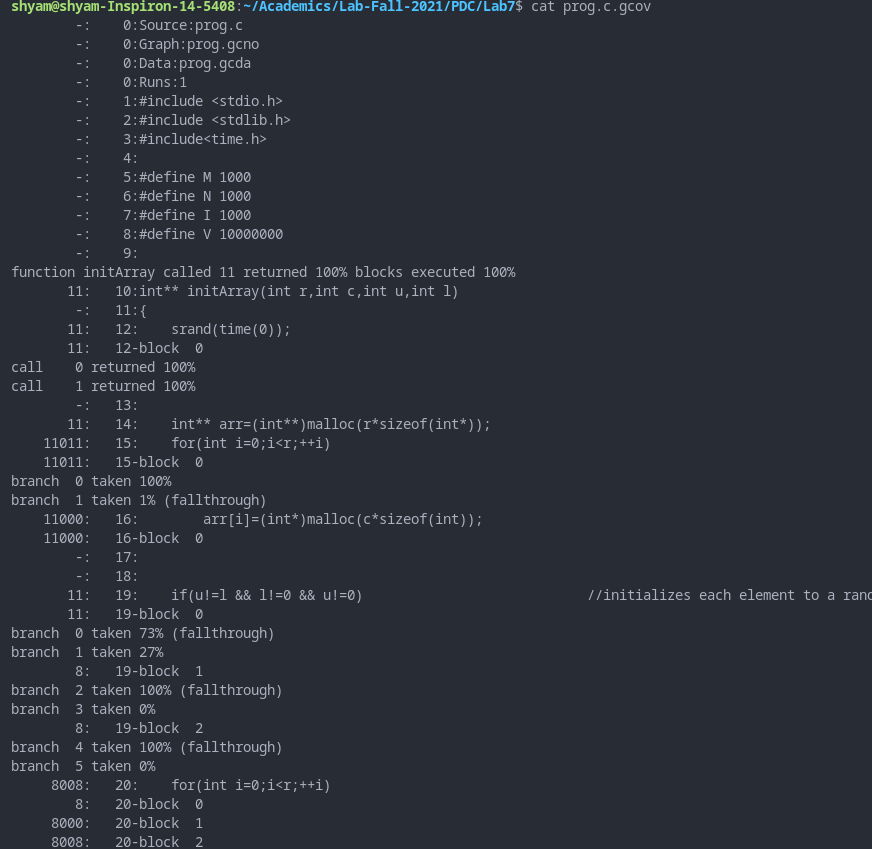 shyam@shyam-Inspiron-14-5408:~/Academics/Lab-Fall-2021/PDC/Lab7$ cat prog.c.gcov
        -:    0:Source:prog.c
        -:    0:Graph:prog.gcno
        -:    0:Data:prog.gcda
        -:    0:Runs:1
        -:    1:#include <stdio.h>
        -:    2:#include <stdlib.h>
        -:    3:#include<time.h>
        -:    4:
        -:    5:#define M 1000
        -:    6:#define N 1000
        -:    7:#define I 1000
        -:    8:#define V 10000000
        -:    9:
function initArray called 11 returned 100% blocks executed 100%
       11:   10:int** initArray(int r,int c,int u,int l)
        -:   11:{
       11:   12:    srand(time(0));
       11:   12-block  0
call    0 returned 100%
call    1 returned 100%
        -:   13:
       11:   14:    int** arr=(int**)malloc(r*sizeof(int*));
    11011:   15:    for(int i=0;i<r;++i)
    11011:   15-block  0
branch  0 taken 100%
branch  1 taken 1% (fallthrough)
    11000:   16:        arr[i]=(int*)malloc(c*sizeof(int));
    11000:   16-block  0
        -:   17:
        -:   18:
       11:   19:    if(u!=l && l!=0 && u!=0)                            //initializes each element to a
       11:   19-block  0
branch  0 taken 73% (fallthrough)
branch  1 taken 27%
        8:   19-block  1
branch  2 taken 100% (fallthrough)
branch  3 taken 0%
        8:   19-block  2
branch  4 taken 100% (fallthrough)
branch  5 taken 0%
     8008:   20:    for(int i=0;i<r;++i)
        8:   20-block  0
     8000:   20-block  1
     8008:   20-block  2